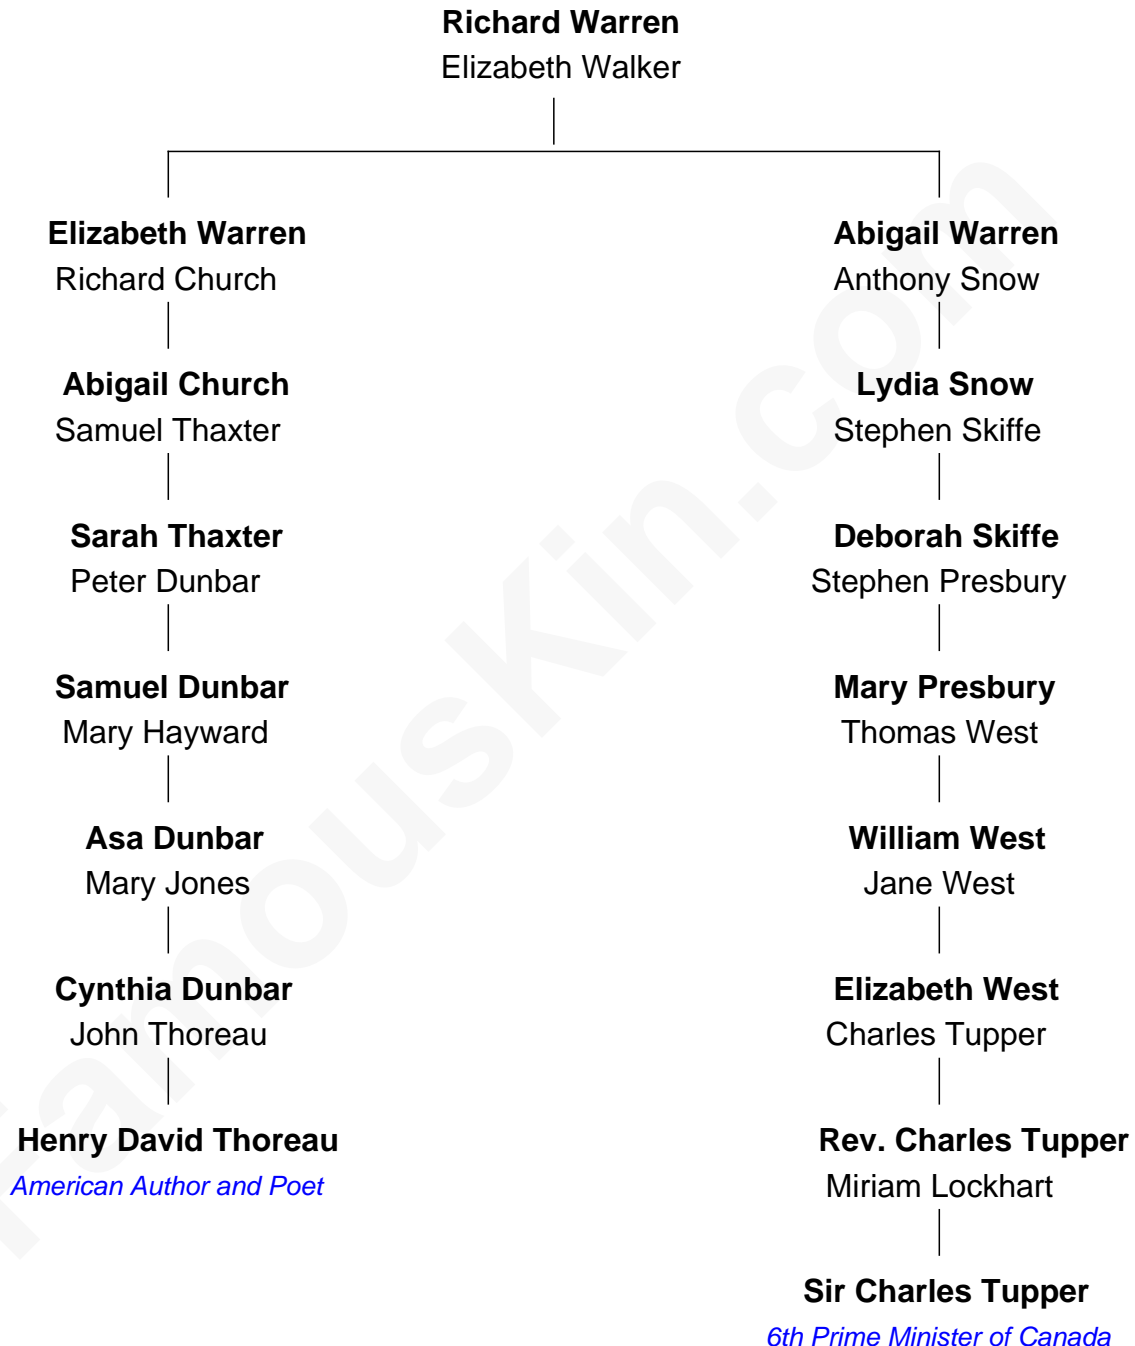 Richard Warren
Elizabeth Walker
Elizabeth Warren
Richard Church
Abigail Church
Samuel Thaxter
Sarah Thaxter
Peter Dunbar
Samuel Dunbar
Mary Hayward
Asa Dunbar
Mary Jones
Cynthia Dunbar
John Thoreau
Henry David Thoreau
American Author and Poet
Abigail Warren
Anthony Snow
Lydia Snow
Stephen Skiffe
Deborah Skiffe
Stephen Presbury
Mary Presbury
Thomas West
William West
Jane West
Elizabeth West
Charles Tupper
Rev. Charles Tupper
Miriam Lockhart
Sir Charles Tupper
6th Prime Minister of Canada
FamousKin.com